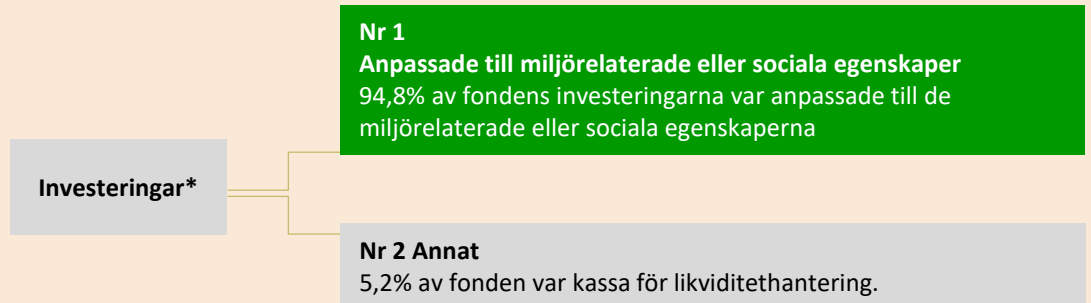 Nr 1
Anpassade till miljörelaterade eller sociala egenskaper
94,8% av fondens investeringarna var anpassade till de
miljörelaterade eller sociala egenskaperna
Investeringar*
Nr 2 Annat
5,2% av fonden var kassa för likviditethantering.